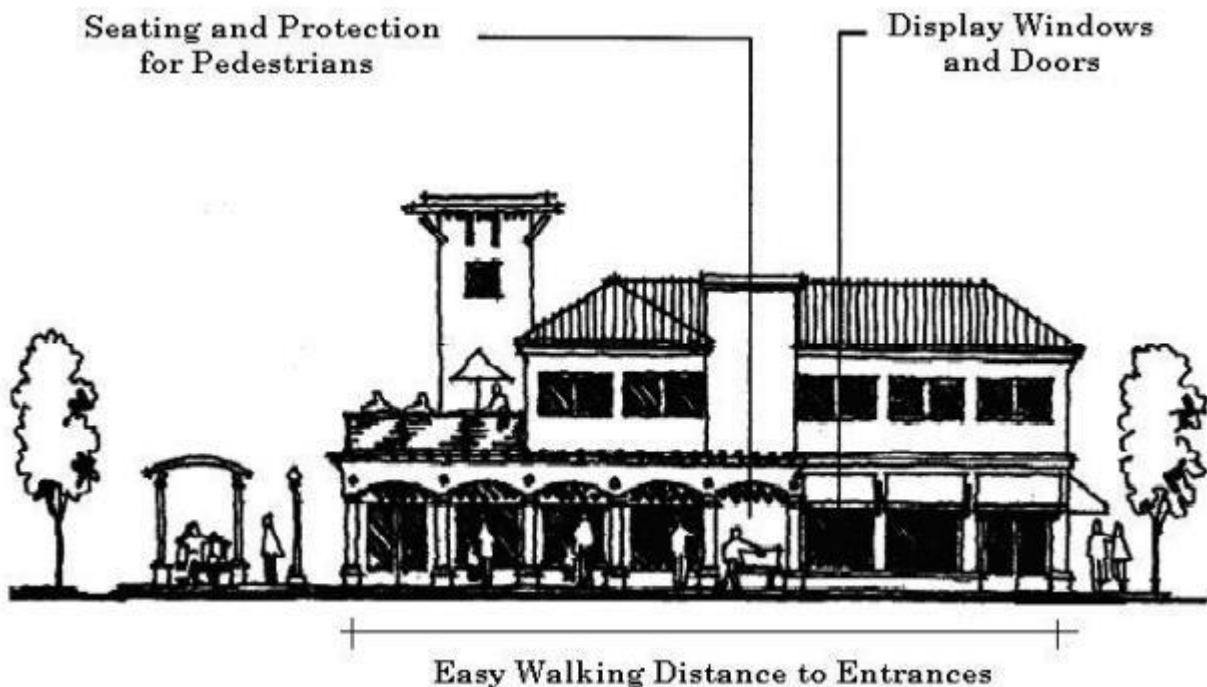 Seating and Protection
for Pedestrians
Display Windows
and Doors
Easy Walking Distance to Entrances